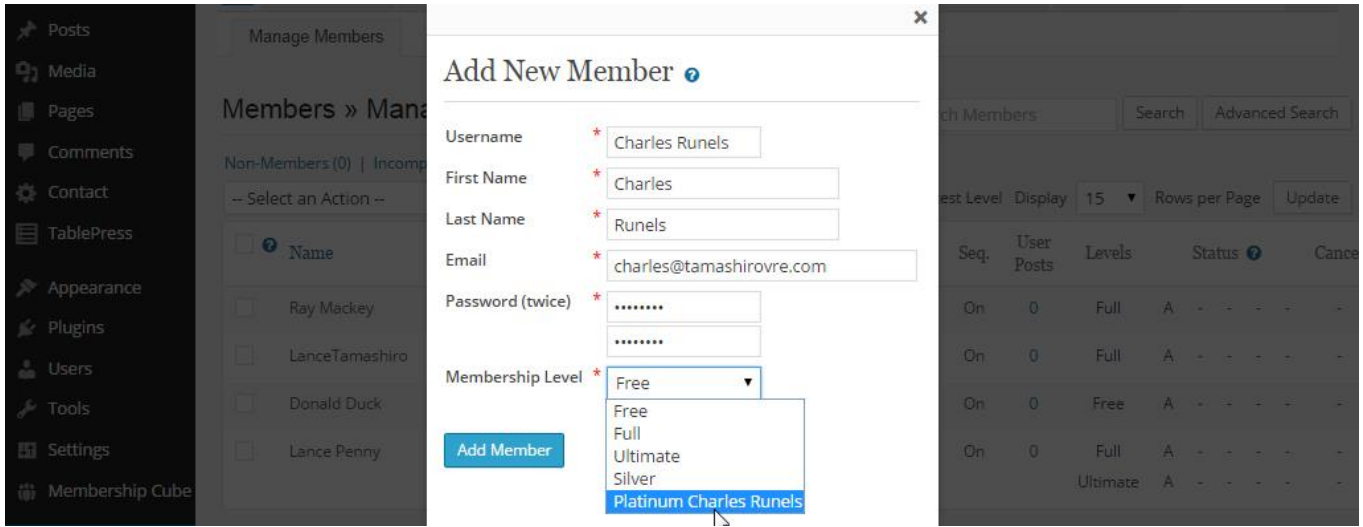 Posts
Media
Pages
Comments
Contact
TablePress
Appearance
Plugins
Users
Tools
Settings
Membership Cube
Manage Members
Members » Mana
ch Members
Search
Advanced Search
Non-Members (0) | Incomp
-- Select an Action --
est Level Display 15 Rows per Page Update
Name
Seq. User Posts Levels Status Cance
Ray Mackey On 0 Full A - - - - -
LanceTamashiro On 0 Full A - - - - -
Donald Duck On 0 Free A - - - - -
Lance Penny On 0 Full A - - - - -
Ultimate A - - - - -
Add New Member
Username * Charles Runels
First Name * Charles
Last Name * Runels
Email * charles@tamashirovre.com
Password (twice) * ••••••••
••••••••
Membership Level * Free
Free
Full
Ultimate
Silver
Platinum Charles Runels
Add Member